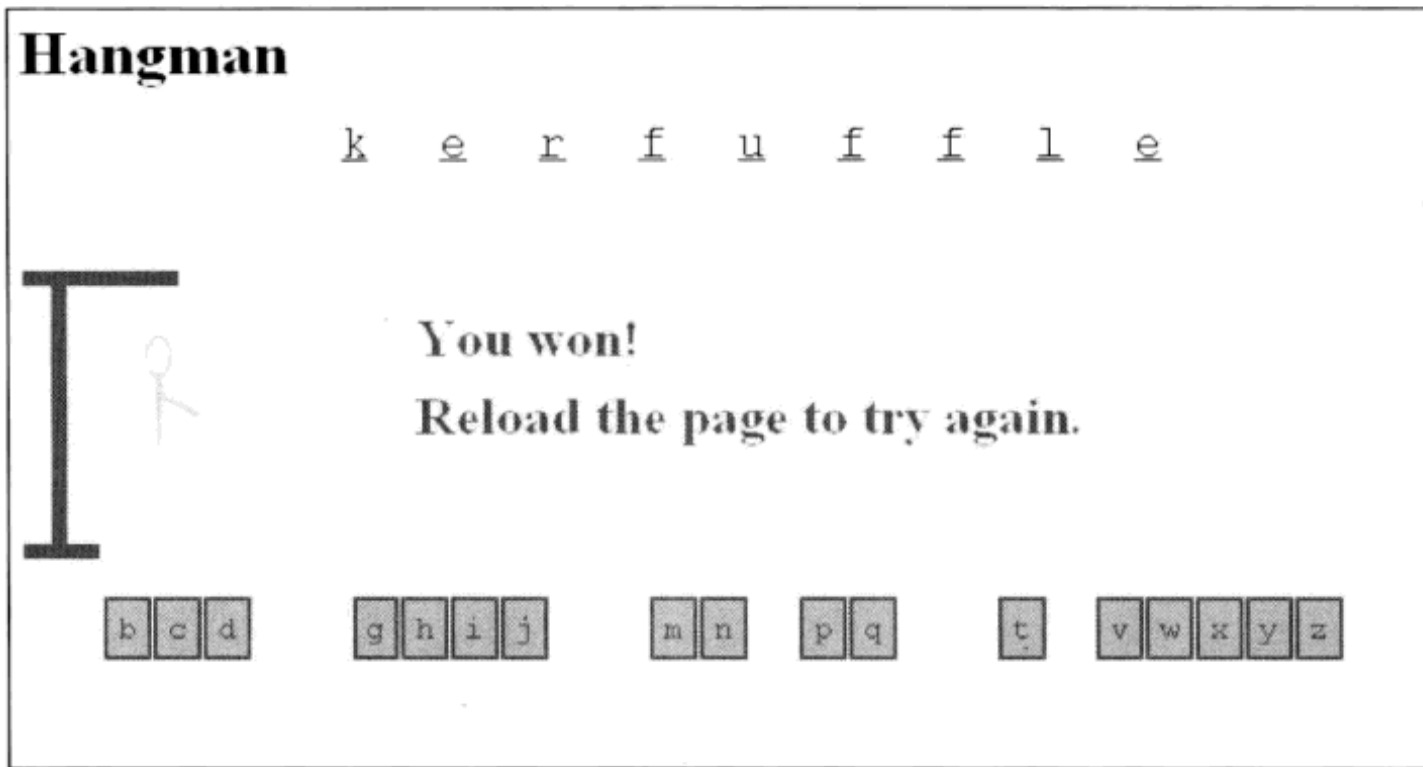 Hangman
k e r f u f f l e
You won!
Reload the page to try again.
b c d g h i j m n p q t v w x y z